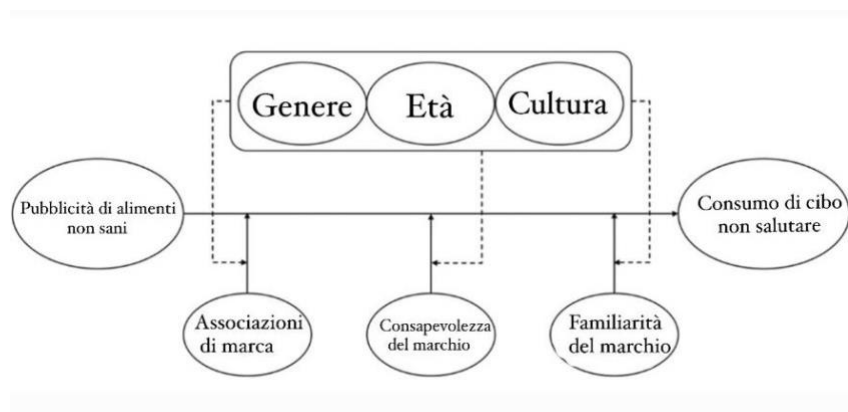 Genere
Età
Cultura
Pubblicità di alimenti
non sani
Consumo di cibo
non salutare
Associazioni
di marca
Consapevolezza
del marchio
Familiarità
del marchio